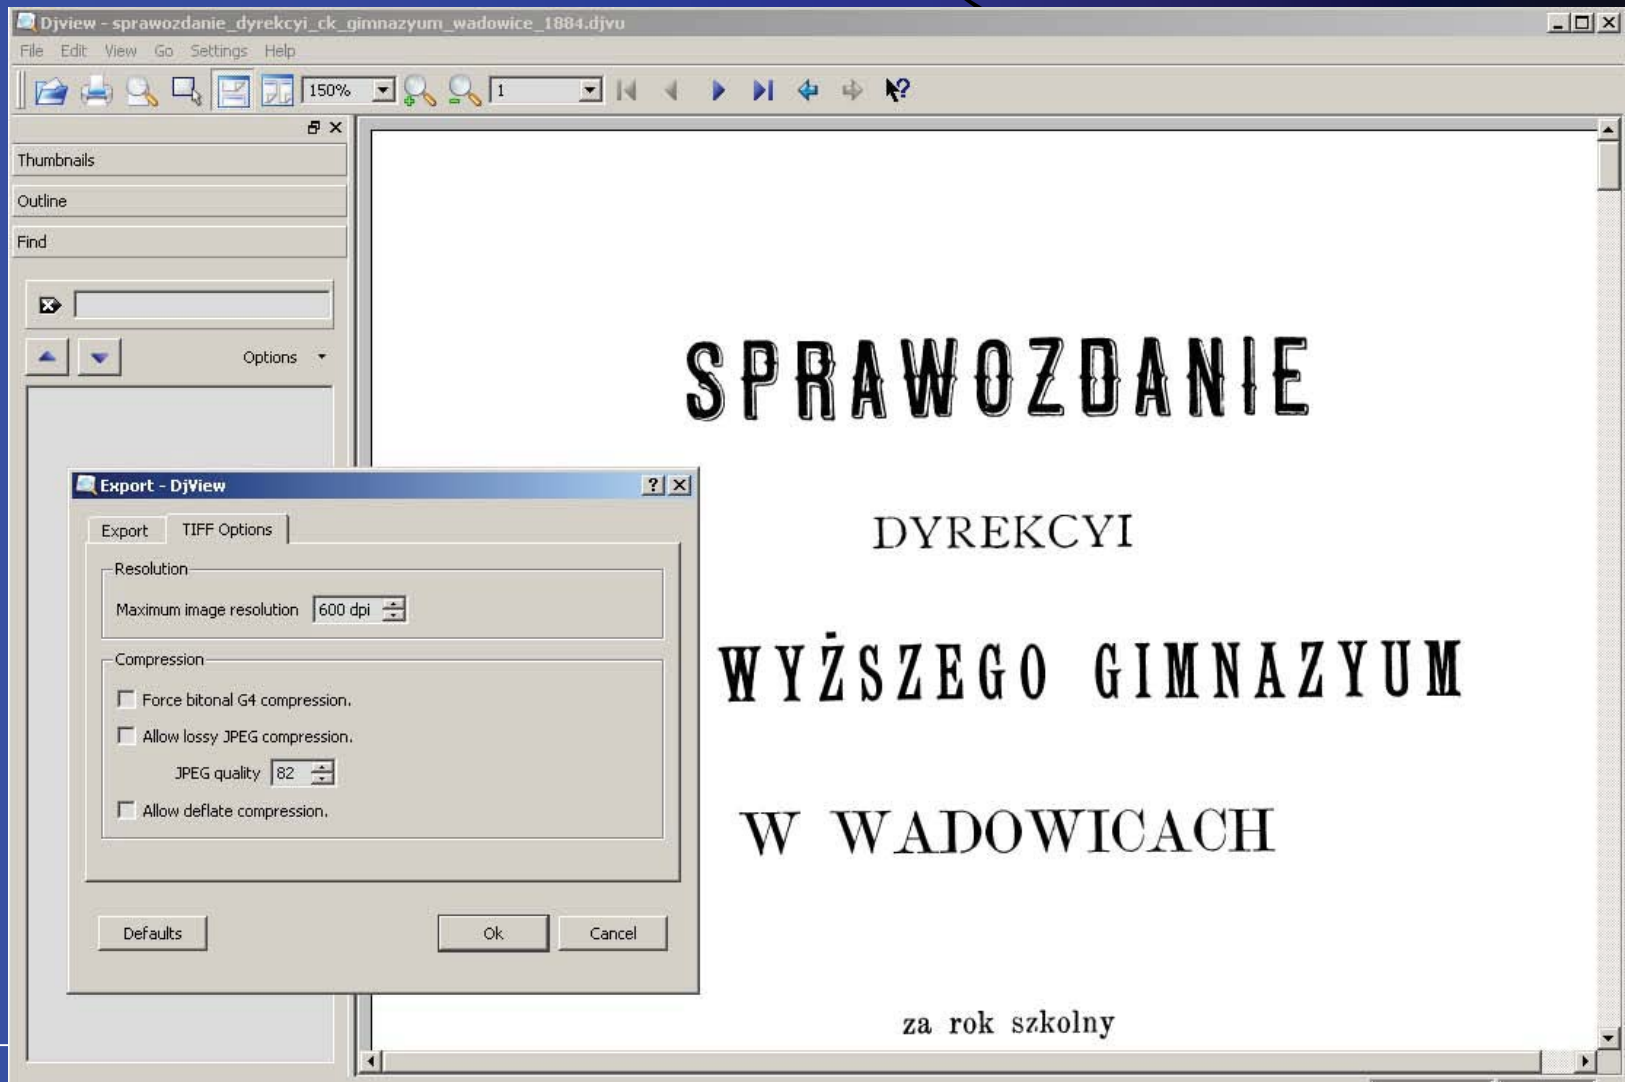 Djview - sprawozdanie_dyrekcyi_ck_gimnazyum_wadowice_1884.djvu
File Edit View Go Settings Help
150% 1
Thumbnails
Outline
Find
Options
SPRAWOZDANIE
DYREKCYI
WYŻSZEGO GIMNAZYUM
W WADOWICACH
za rok szkolny
Export - DjView
Export TIFF Options
Resolution
Maximum image resolution 600 dpi
Compression
Force bitonal G4 compression.
Allow lossy JPEG compression.
JPEG quality 82
Allow deflate compression.
Defaults Ok Cancel